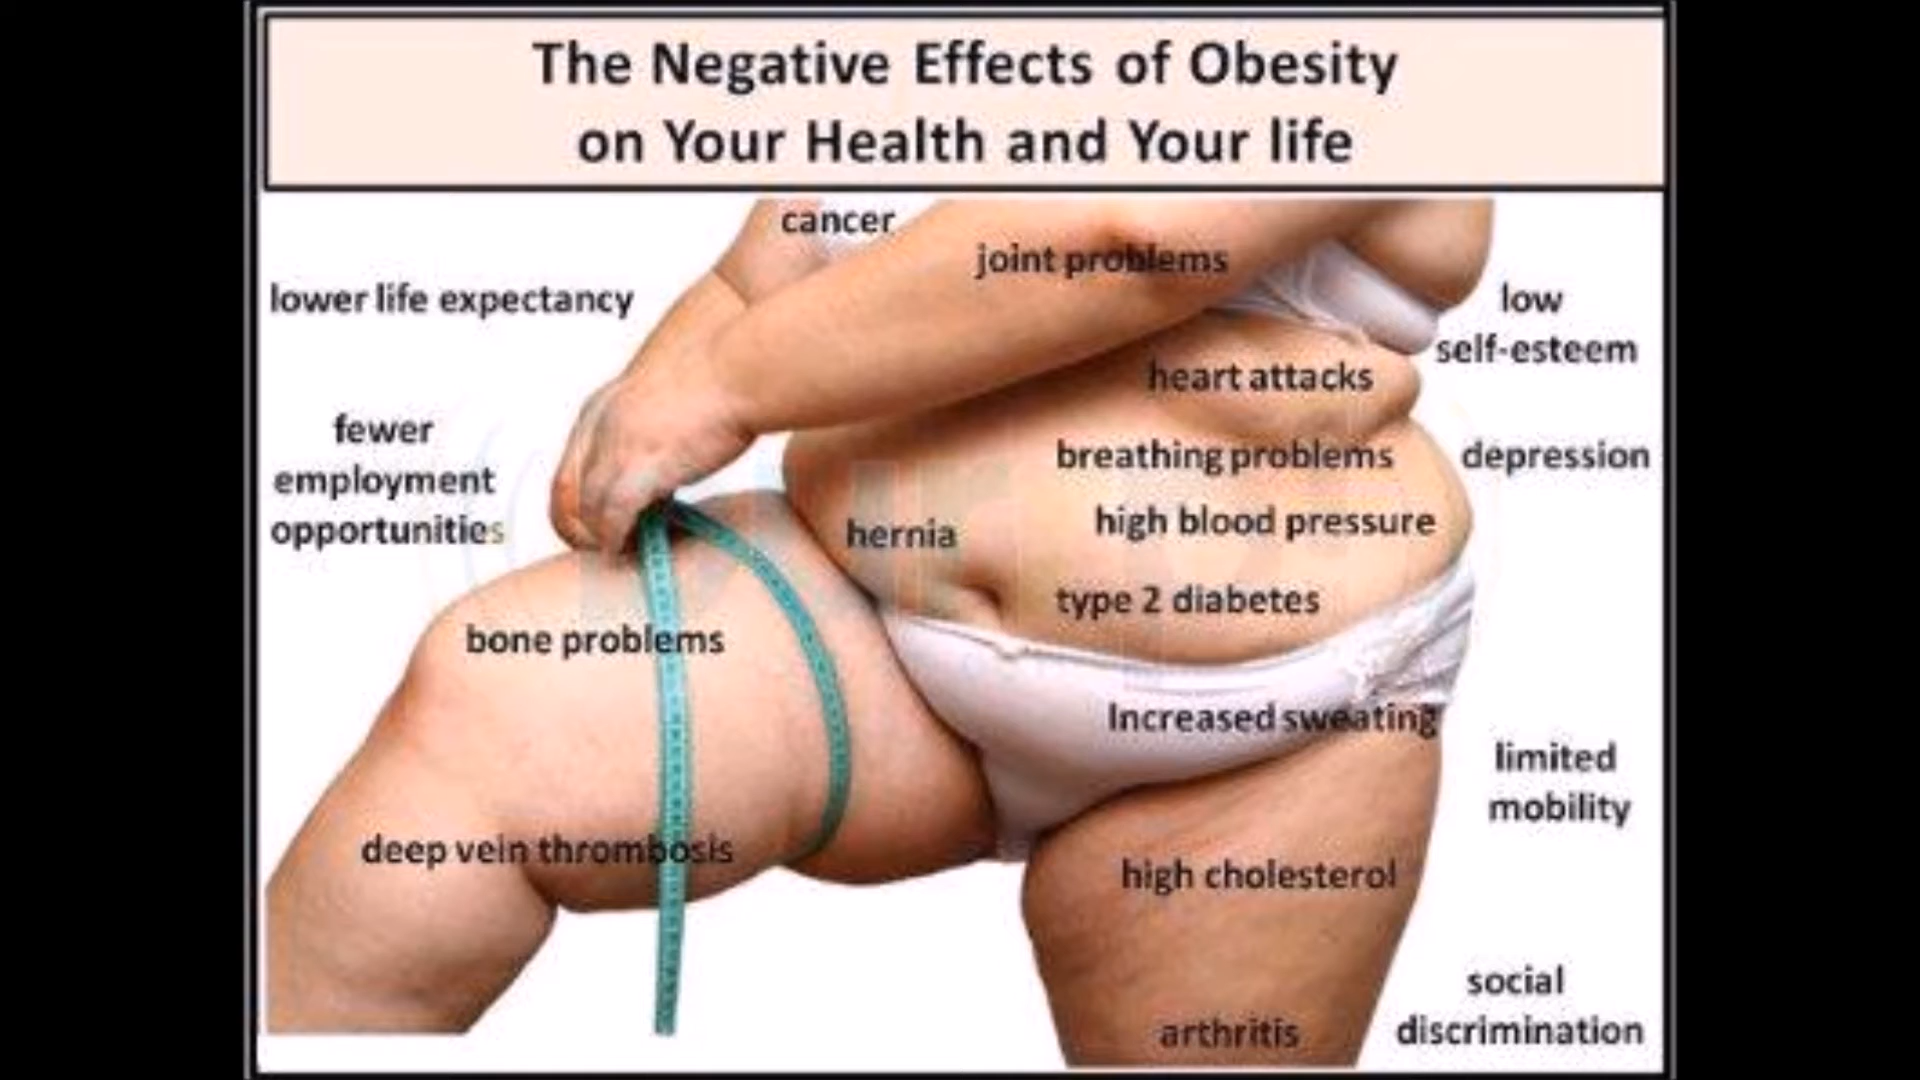 The Negative Effects of Obesity
on Your Health and Your life
cancer
joint problems
lower life expectancy
low
self-esteem
heart attacks
fewer
employment
opportunities
breathing problems
depression
hernia
high blood pressure
type 2 diabetes
bone problems
Increased sweating
limited
mobility
deep vein thrombosis
high cholesterol
social
discrimination
arthritis